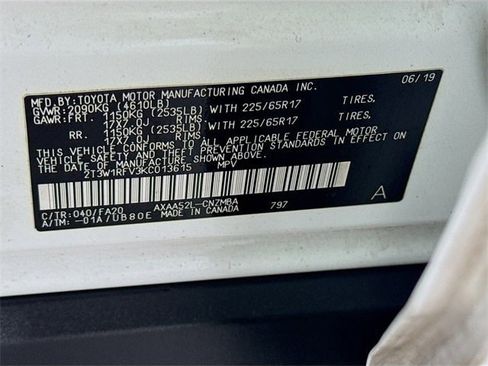 MFD.BY:TOYOTA MOTOR MANUFACTURING CANADA INC. 06/19
GVWR:2090KG (4610LB)
GAWR:FRT. 1150KG (2535LB) WITH 225/65R17 TIRES,
17X7.0J RIMS,
RR. 1150KG (2535LB) WITH 225/65R17 TIRES,
17X7.0J RIMS,
THIS VEHICLE CONFORMS TO ALL APPLICABLE FEDERAL MOTOR
VEHICLE SAFETY
THEFT PREVENTION STANDARDS IN EFFECT ON THE DATE OF
MANUFACTURE SHOWN ABOVE.
2T3W1RFV3KC013615 MPV
C/TR:040/FA20 AXAA52L-CNZMBA 797 A
A/TM:-01A/UB80E MADE IN CANADA